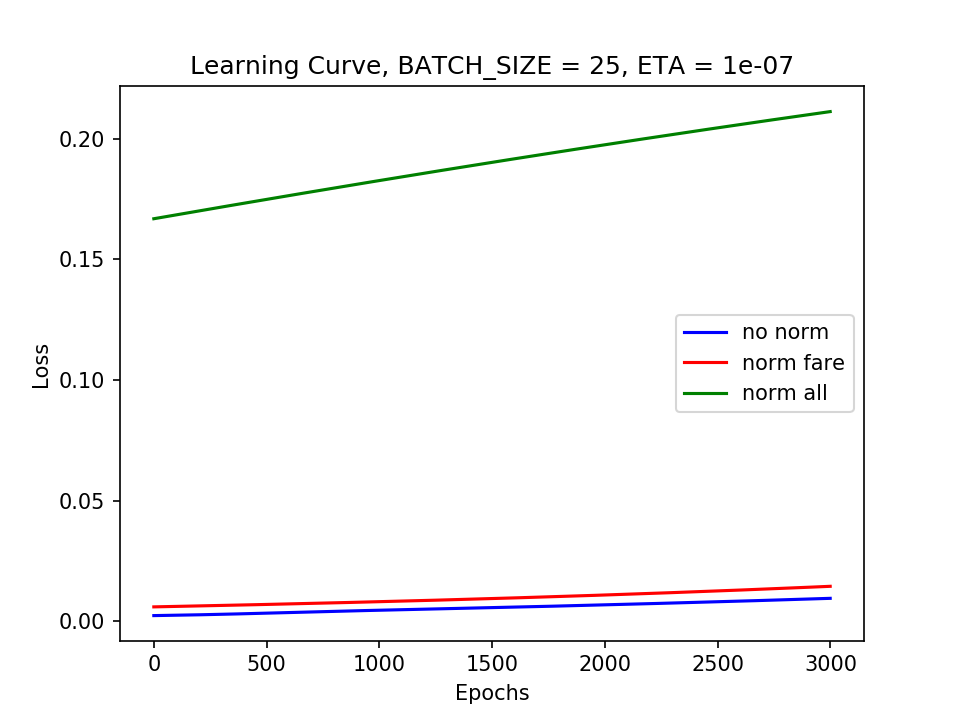 Learning Curve, BATCH_SIZE = 25, ETA = 1e-07
Loss
0.20
0.15
0.10
0.05
0.00
no norm
norm fare
norm all
0 500 1000 1500 2000 2500 3000
Epochs